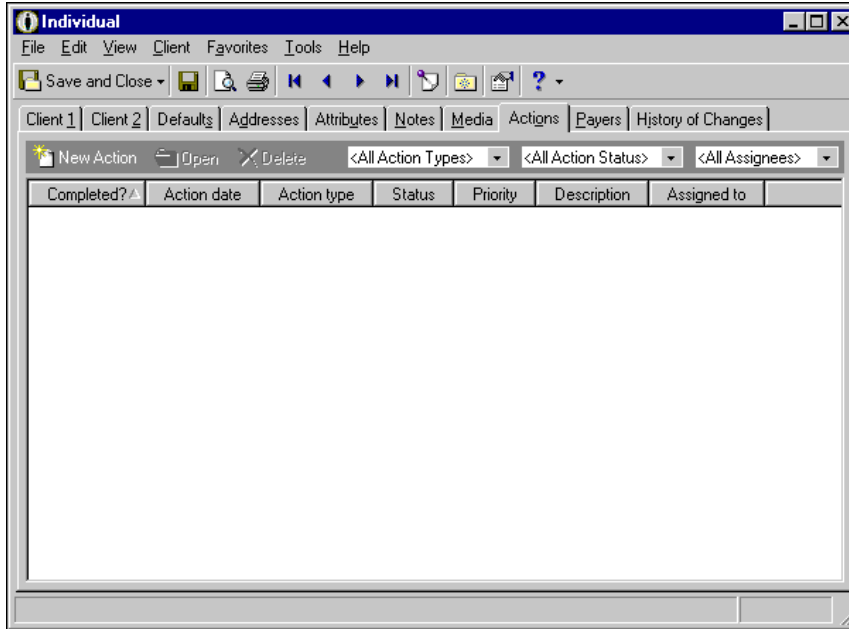 Individual
File Edit View Client Favorites Tools Help
Save and Close ?
Client 1 Client 2 Defaults Addresses Attributes Notes Media Actions Payers History of Changes
New Action Open Delete <All Action Types> <All Action Status> <All Assignees>
Completed? Action date Action type Status Priority Description Assigned to